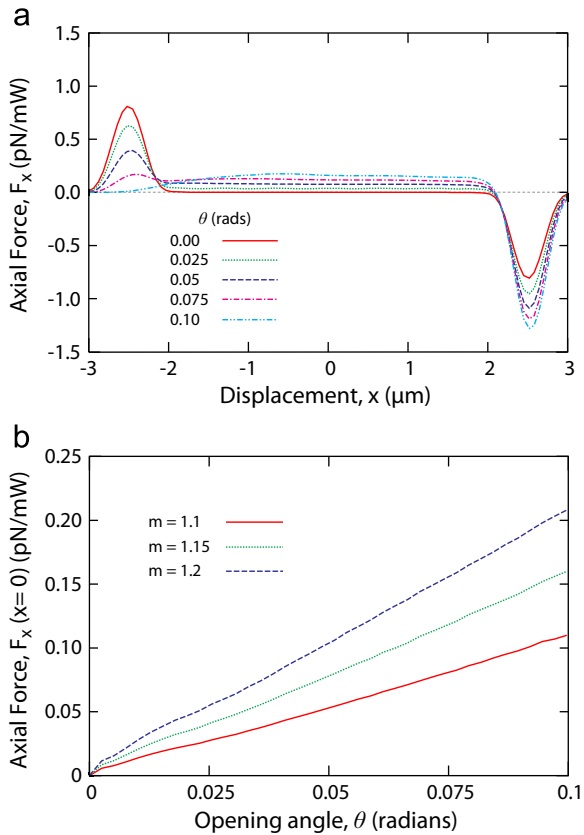 a
1.5
1.0
0.5
0.0
-0.5
-1.0
-1.5
Axial Force, Fx (pN/mW)
θ (rads)
0.00
0.025
0.05
0.075
0.10
-3 -2 -1 0 1 2 3
Displacement, x (μm)
b
0.25
0.20
0.15
0.10
0.05
0
Axial Force, Fx (x= 0) (pN/mW)
m = 1.1
m = 1.15
m = 1.2
0 0.025 0.05 0.075 0.1
Opening angle, θ (radians)